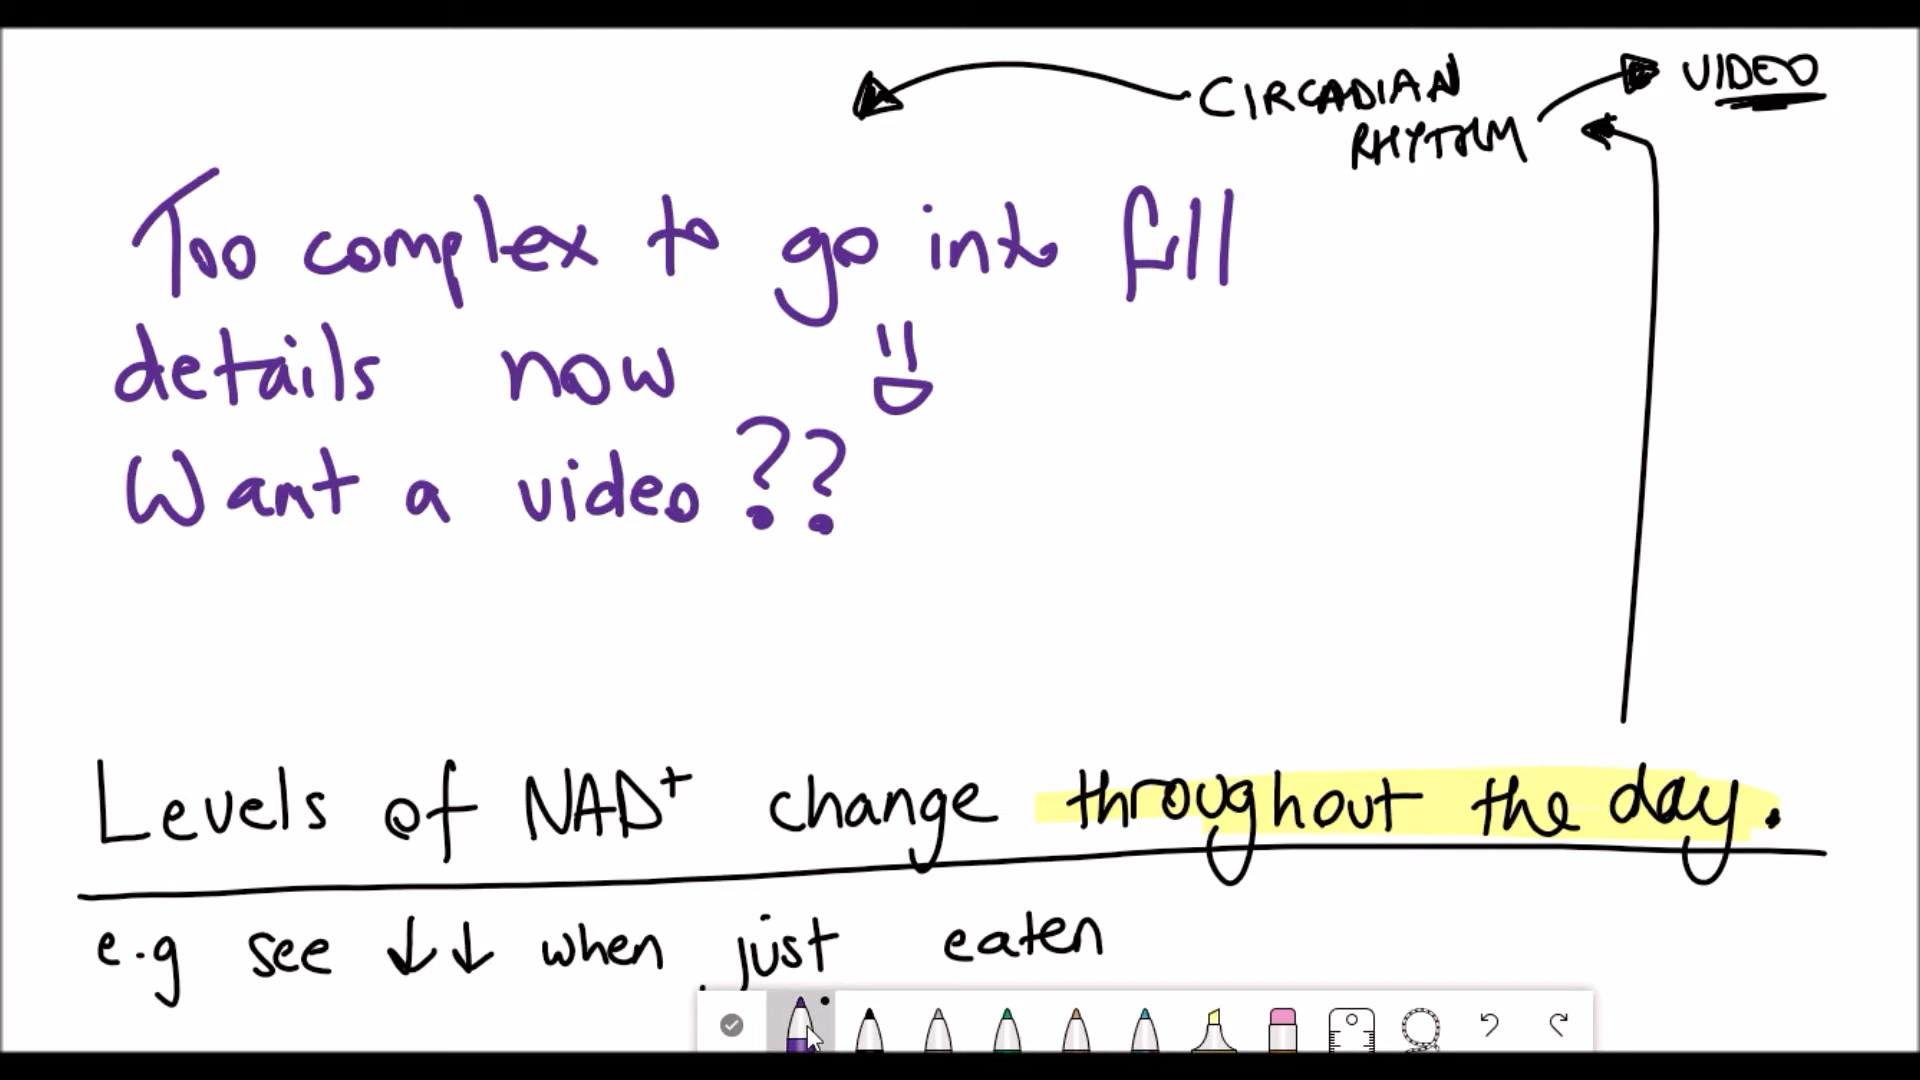 CIRCADIAN
RHYTHM
VIDEO
Too complex to go into full
details now
Want a video??
Levels of NAD+ change throughout the day.
e.g see ↓↓ when just eaten